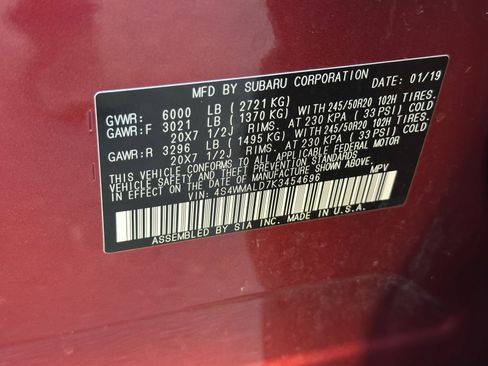 MFD BY SUBARU CORPORATION DATE: 01/19
GVWR: 6000 LB ( 2721 KG)
GAWR: F 3021 LB ( 1370 KG) WITH 245/50R20 102H TIRES.
20X7 1/2J RIMS. AT 230 KPA ( 33 PSI) COLD
GAWR: R 3296 LB ( 1495 KG) WITH 245/50R20 102H TIRES.
20X7 1/2J RIMS. AT 230 KPA ( 33 PSI) COLD
THIS VEHICLE CONFORMS TO ALL APPLICABLE FEDERAL MOTOR
VEHICLE SAFETY AND THEFT PREVENTION STANDARDS
IN EFFECT ON THE DATE OF MANUFACTURE SHOWN ABOVE.
VIN: 4S4WMALD7K3454696 MPV
ASSEMBLED BY SIA INC. MADE IN U.S.A.